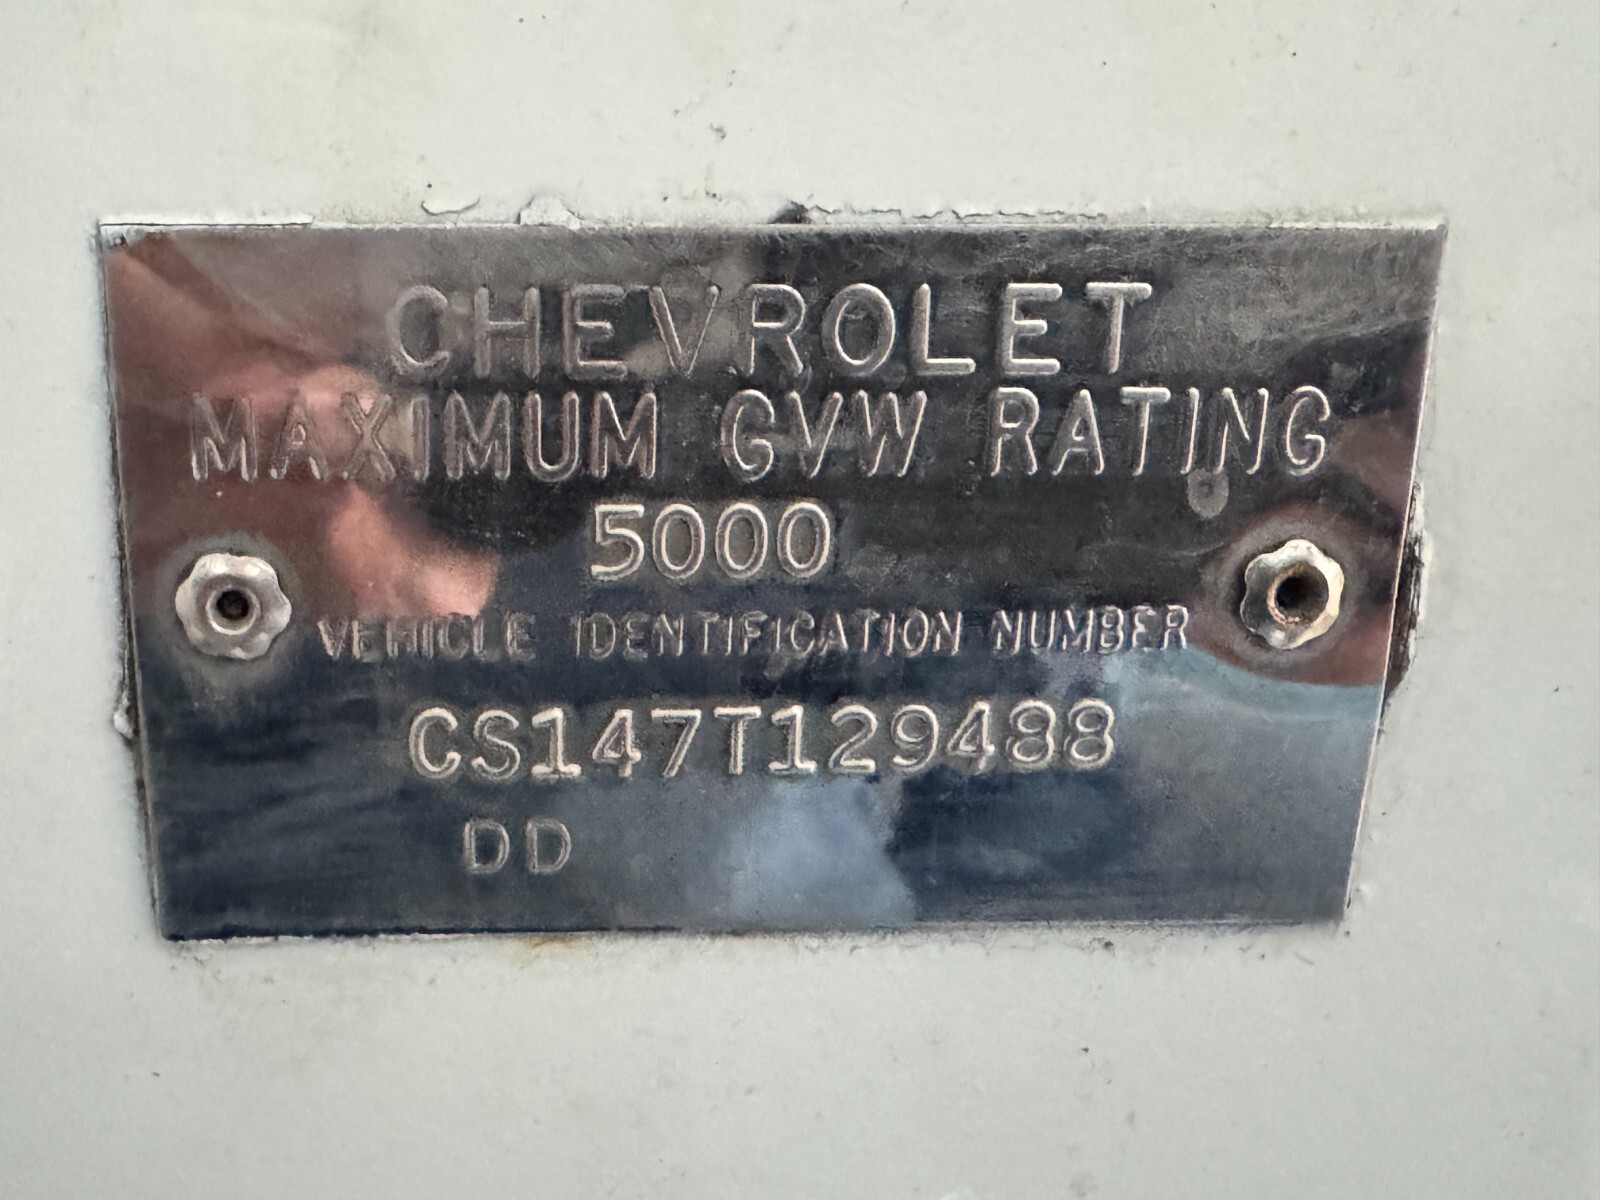 CHEVROLET
MAXIMUM GVW RATING
5000
VEHICLE IDENTIFICATION NUMBER
CS147T129488
DD